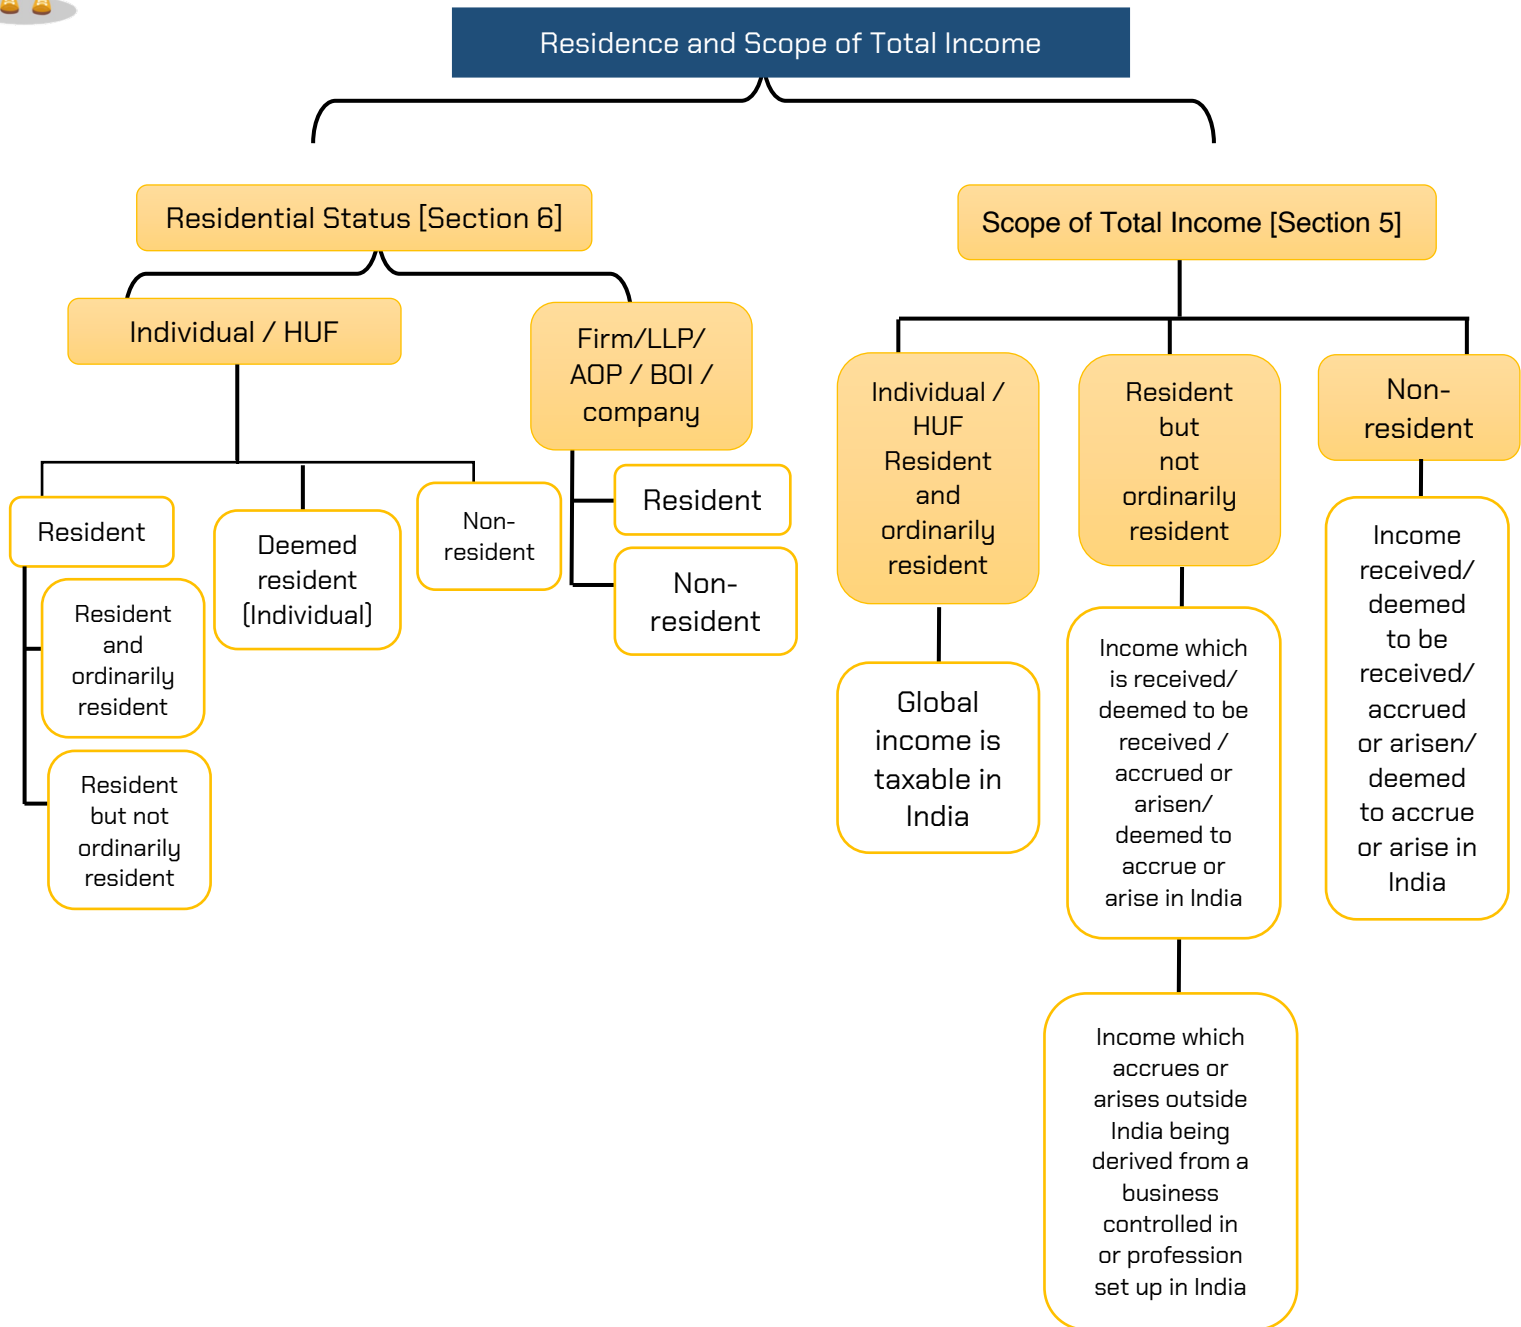 Residence and Scope of Total Income
Residential Status [Section 6]
Individual / HUF
Resident
Resident
and
ordinarily
resident
Resident
but not
ordinarily
resident
Deemed
resident
(Individual)
Non-
resident
Firm/LLP/
AOP / BOI /
company
Resident
Non-
resident
Scope of Total Income [Section 5]
Individual /
HUF
Resident
and
ordinarily
resident
Global
income is
taxable in
India
Resident
but
not
ordinarily
resident
Income which
is received/
deemed to be
received /
accrued or
arisen/
deemed to
accrue or
arise in India
Income which
accrues or
arises outside
India being
derived from a
business
controlled in
or profession
set up in India
Non-
resident
Income
received/
deemed
to be
received/
accrued
or arisen/
deemed
to accrue
or arise in
India